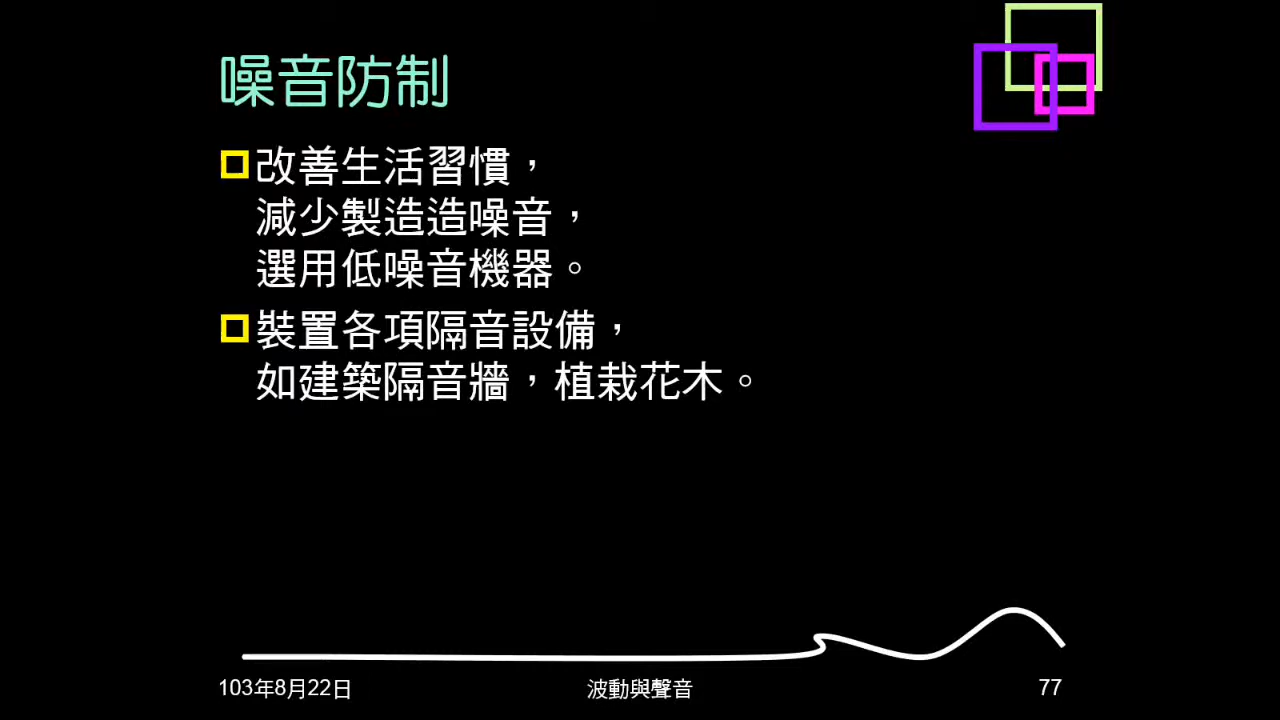 噪音防制
改善生活習慣，
減少製造造噪音，
選用低噪音機器。
裝置各項隔音設備，
如建築隔音牆，植栽花木。
103年8月22日
波動與聲音
77